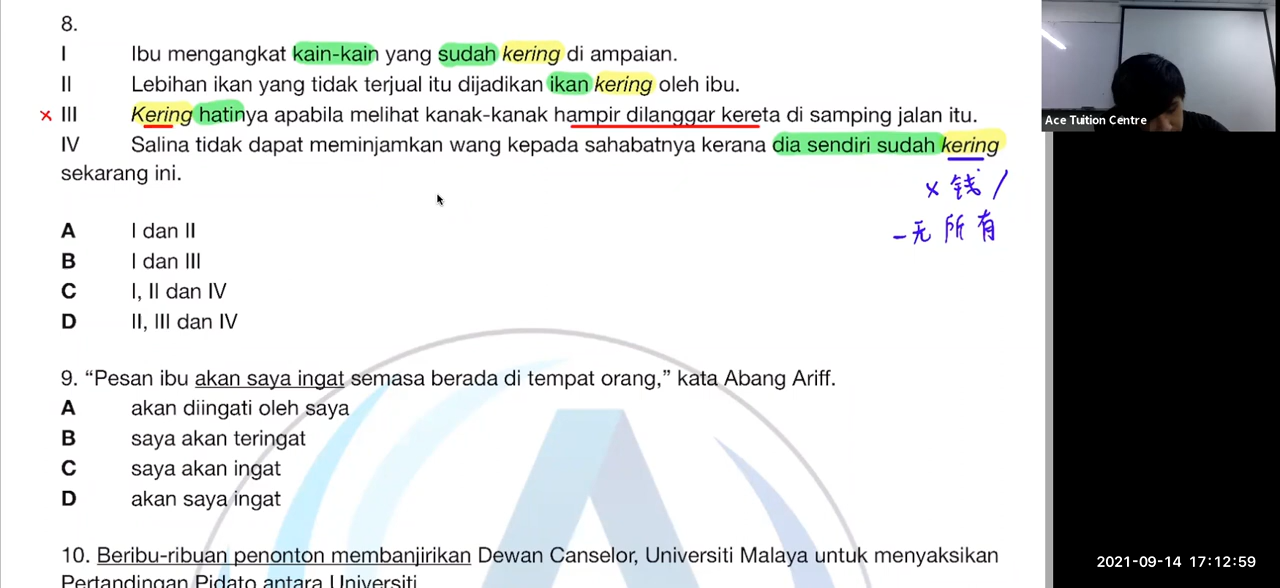 8.
I Ibu mengangkat kain-kain yang sudah kering di ampaian.
II Lebihan ikan yang tidak terjual itu dijadikan ikan kering oleh ibu.
x III Kering hatinya apabila melihat kanak-kanak hampir dilanggar kereta di samping jalan itu.
IV Salina tidak dapat meminjamkan wang kepada sahabatnya kerana dia sendiri sudah kering
sekarang ini.
x 钱 /
一无所有
A I dan II
B I dan III
C I, II dan IV
D II, III dan IV
9. “Pesan ibu akan saya ingat semasa berada di tempat orang,” kata Abang Ariff.
A akan diingati oleh saya
B saya akan teringat
C saya akan ingat
D akan saya ingat
10. Beribu-ribuan penonton membanjirikan Dewan Canselor, Universiti Malaya untuk menyaksikan
Pertandingan Pidato antara Universiti
Ace Tuition Centre
2021-09-14 17:12:59